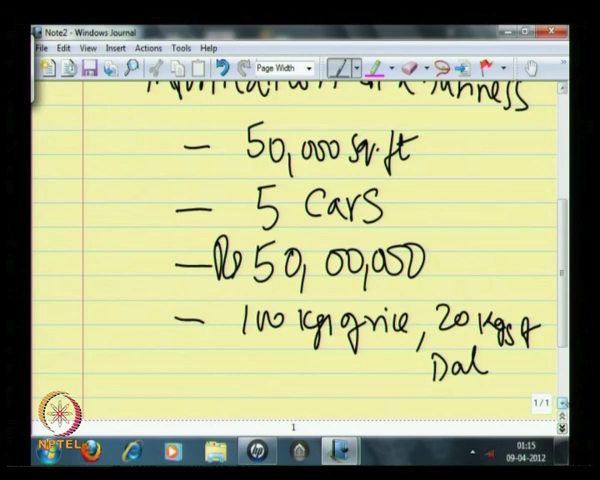 Note2 - Windows Journal
File Edit View Insert Actions Tools Help
Page Width
- 50,000 Sq.ft
- 5 Cars
- Rs 50,00,000
- 100 kgs of rice, 20 kgs of
Dal
1 / 1
1
NPTEL
hp
01:15
09-04-2012